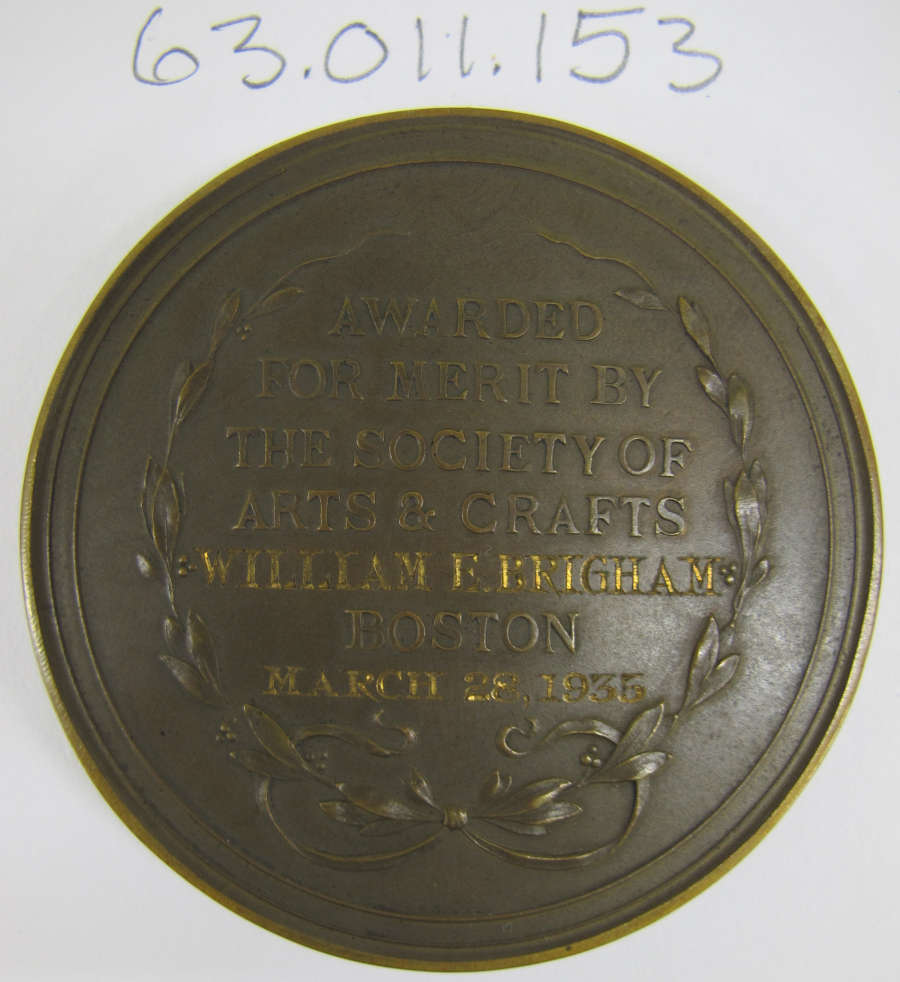 63.011.153
AWARDED
FOR MERIT BY
THE SOCIETY OF
ARTS & CRAFTS
WILLIAM E. BRIGHAM
BOSTON
MARCH 28, 1935